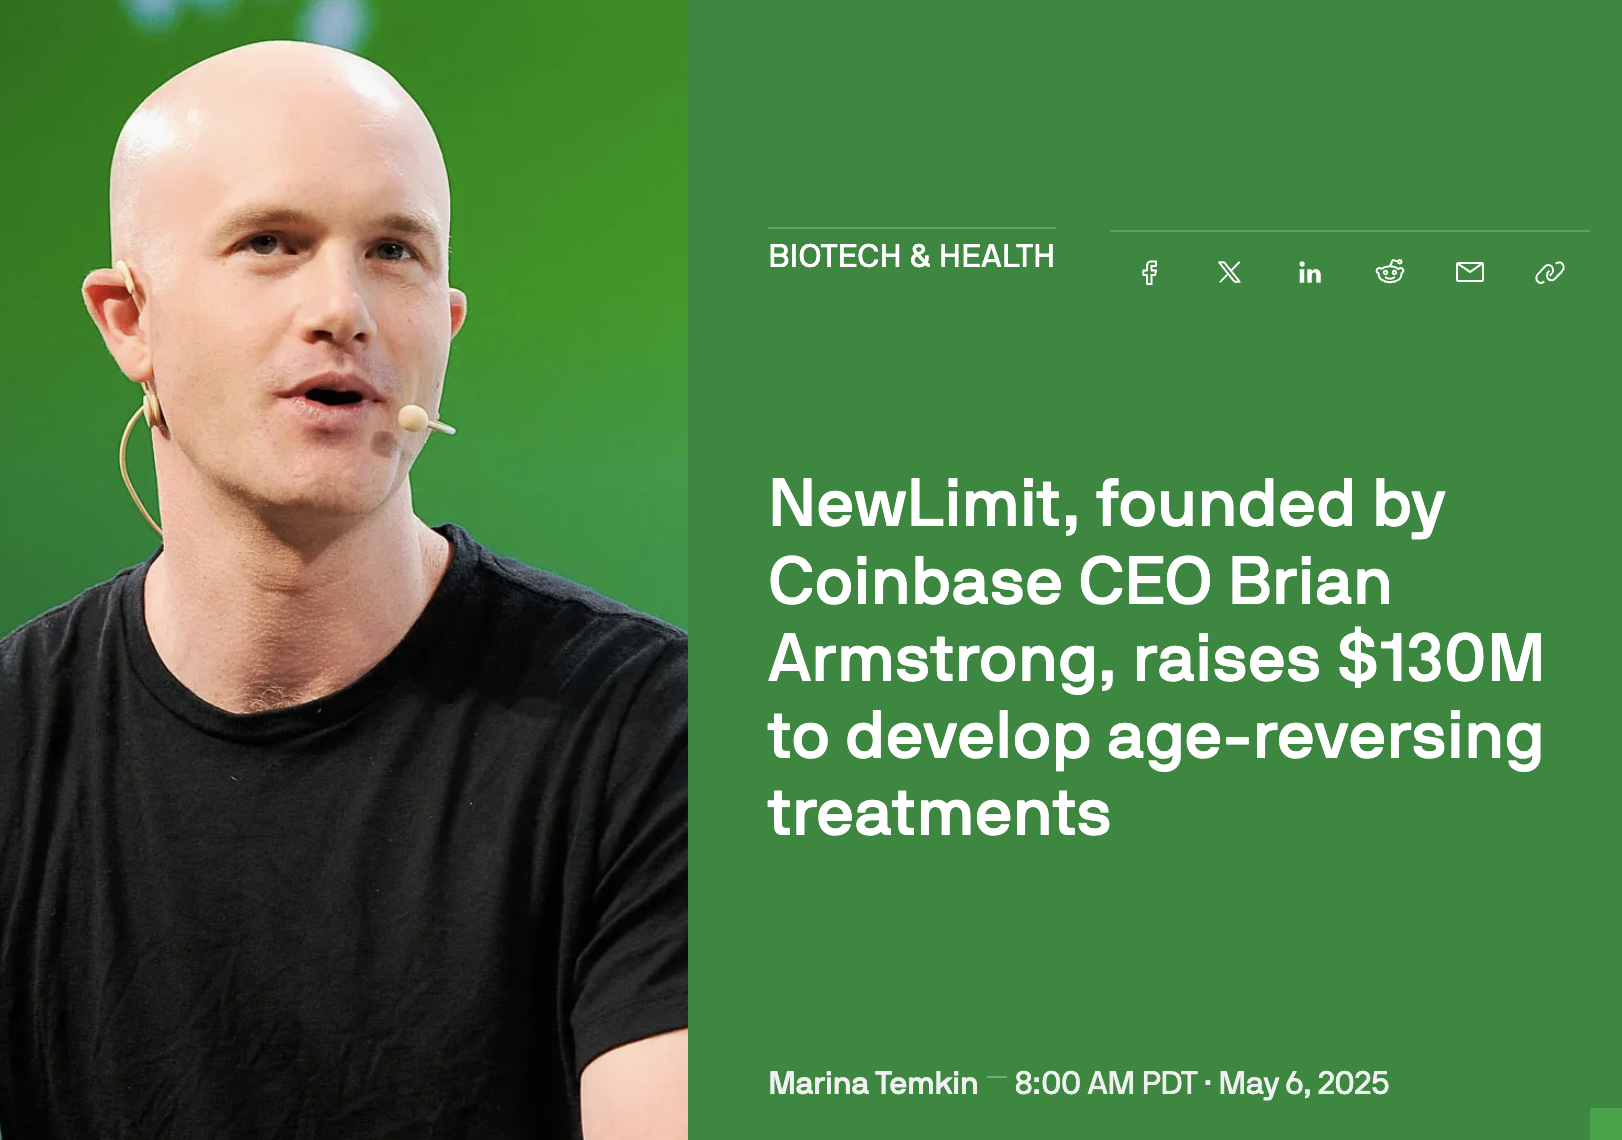 BIOTECH & HEALTH
NewLimit, founded by
Coinbase CEO Brian
Armstrong, raises $130M
to develop age-reversing
treatments
Marina Temkin — 8:00 AM PDT · May 6, 2025